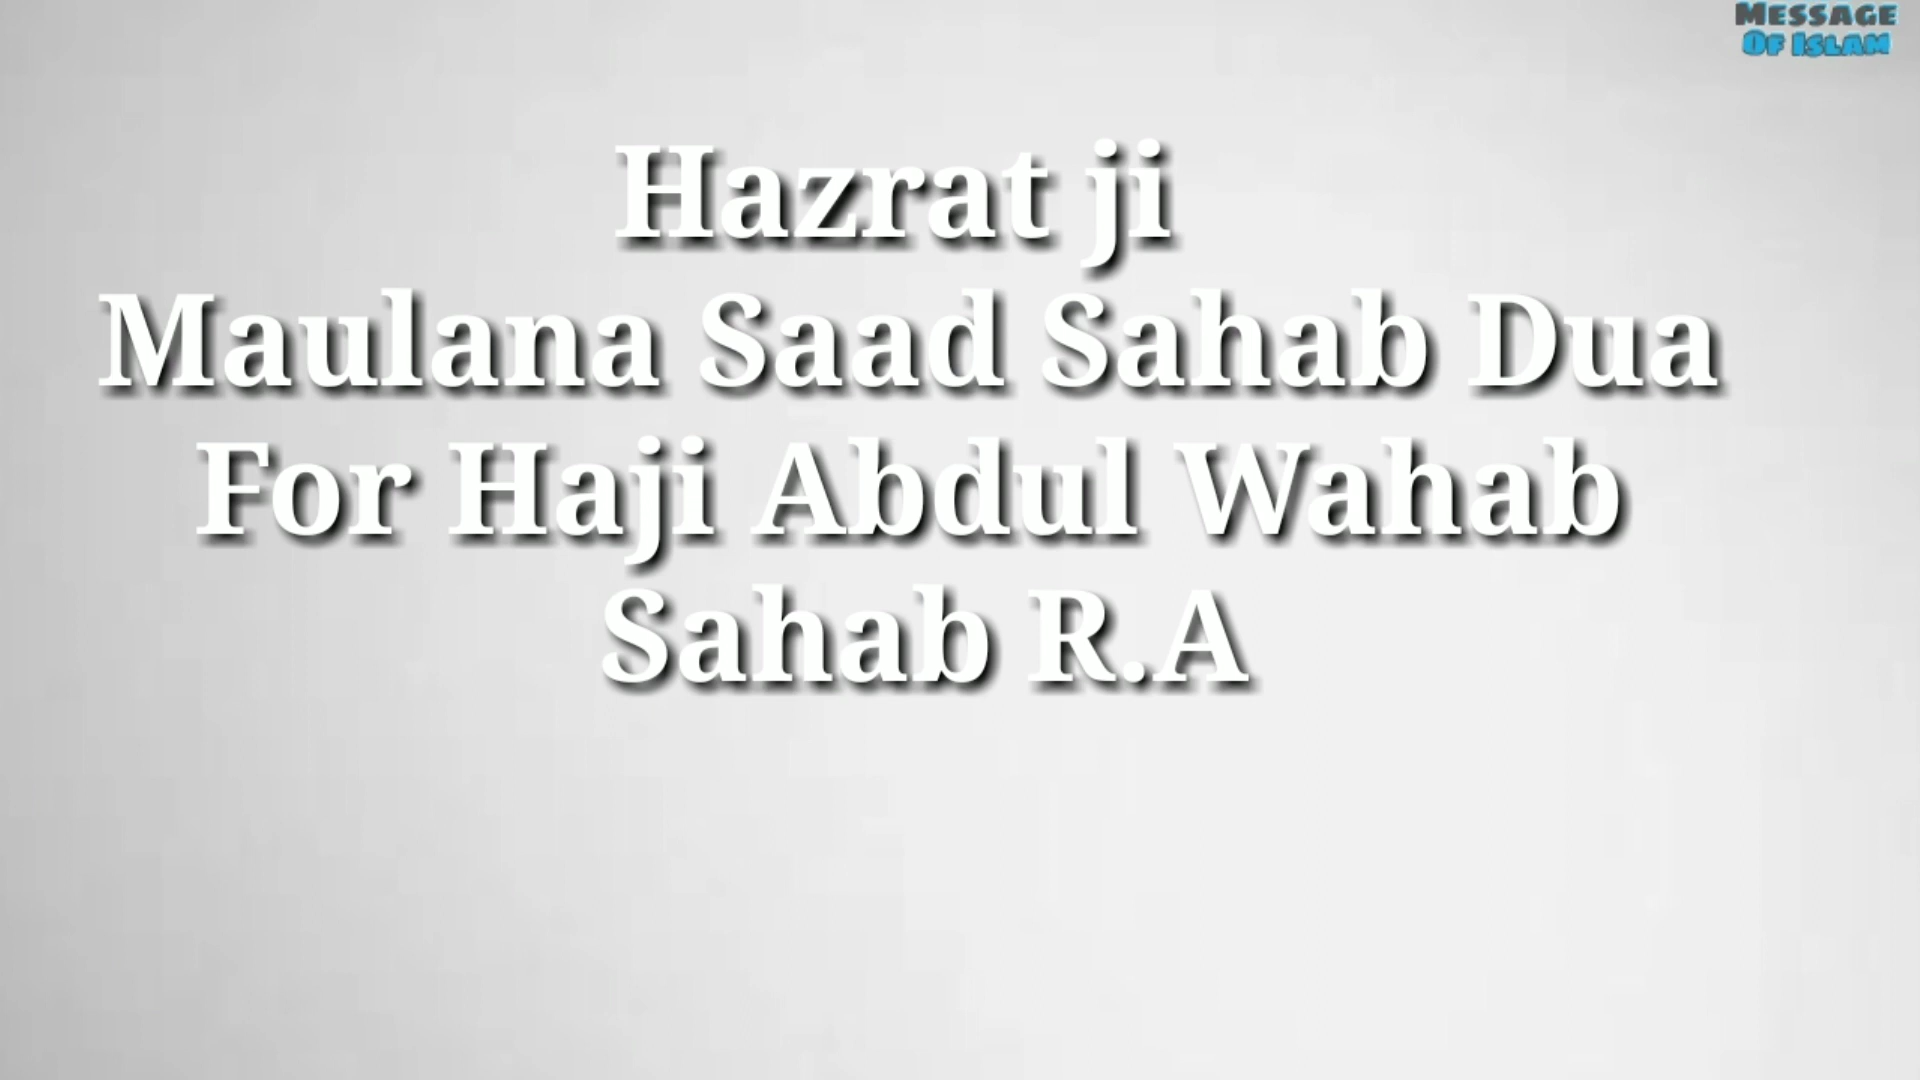 MESSAGE
OF ISLAM
Hazrat ji
Maulana Saad Sahab Dua
For Haji Abdul Wahab
Sahab R.A